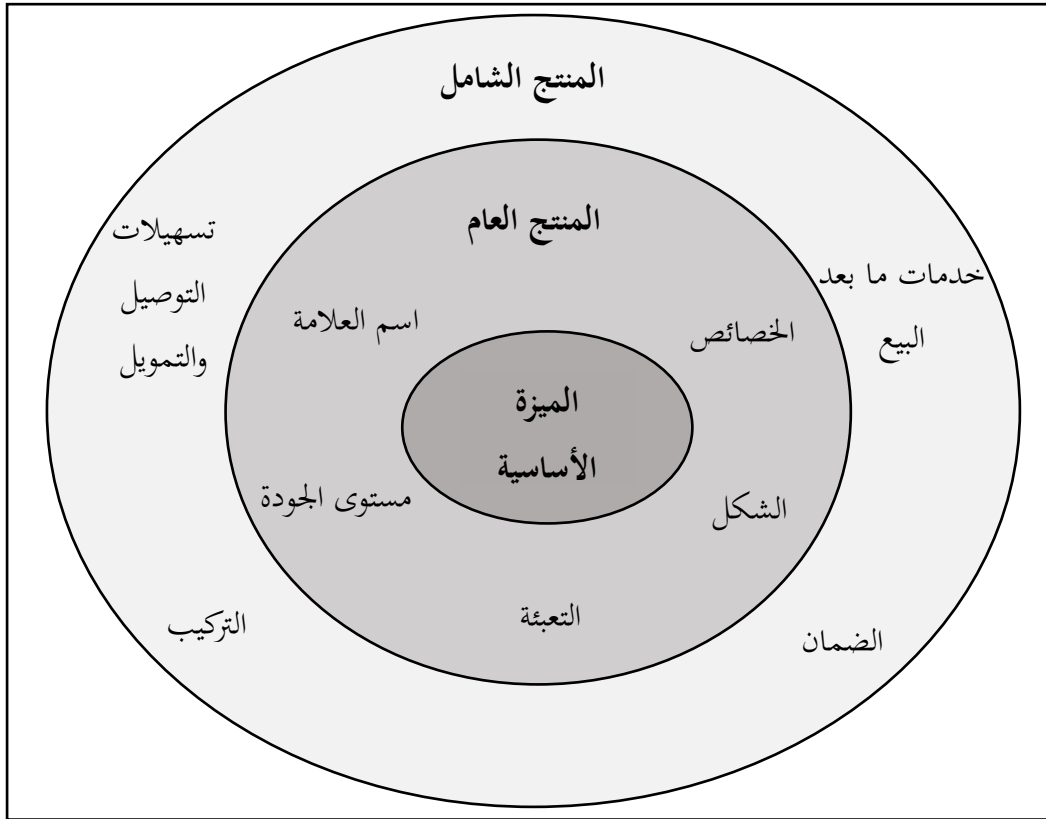 المنتج الشامل
المنتج العام
خدمات ما بعد
البيع
تسهيلات
التوصيل
والتمويل
الخصائص
اسم العلامة
الميزة
الأساسية
الشكل
مستوى الجودة
التعبئة
الضمان
التركيب